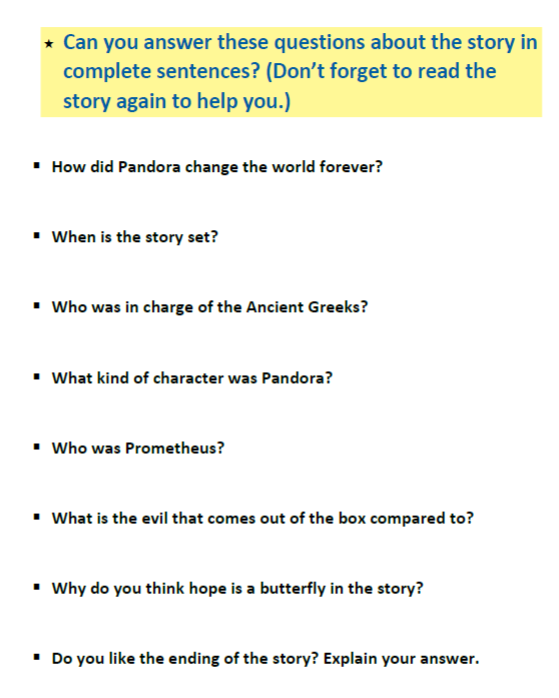 ★ Can you answer these questions about the story in
complete sentences? (Don’t forget to read the
story again to help you.)
▪ How did Pandora change the world forever?
▪ When is the story set?
▪ Who was in charge of the Ancient Greeks?
▪ What kind of character was Pandora?
▪ Who was Prometheus?
▪ What is the evil that comes out of the box compared to?
▪ Why do you think hope is a butterfly in the story?
▪ Do you like the ending of the story? Explain your answer.